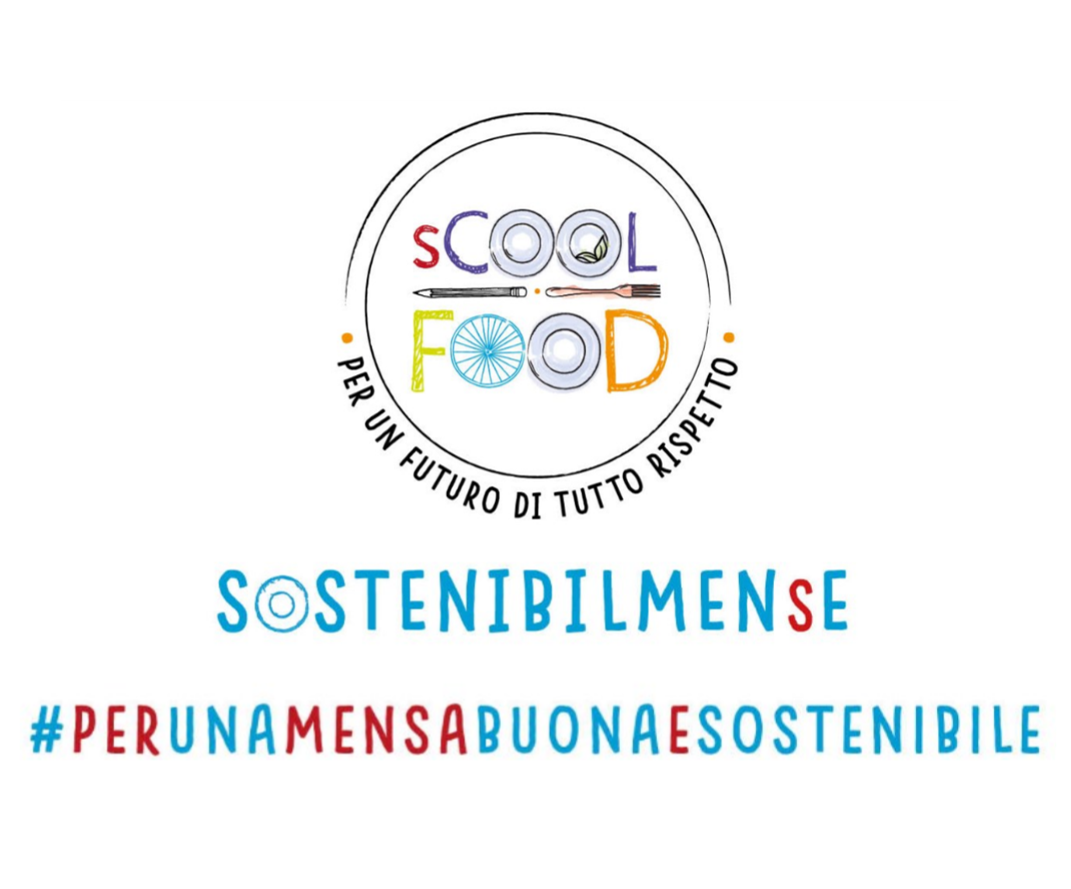 sCOOL
FOOD
PER UN FUTURO DI TUTTO RISPETTO
SOSTENIBILMENsE
#PERUNAMENSABUONAESOSTENIBILE